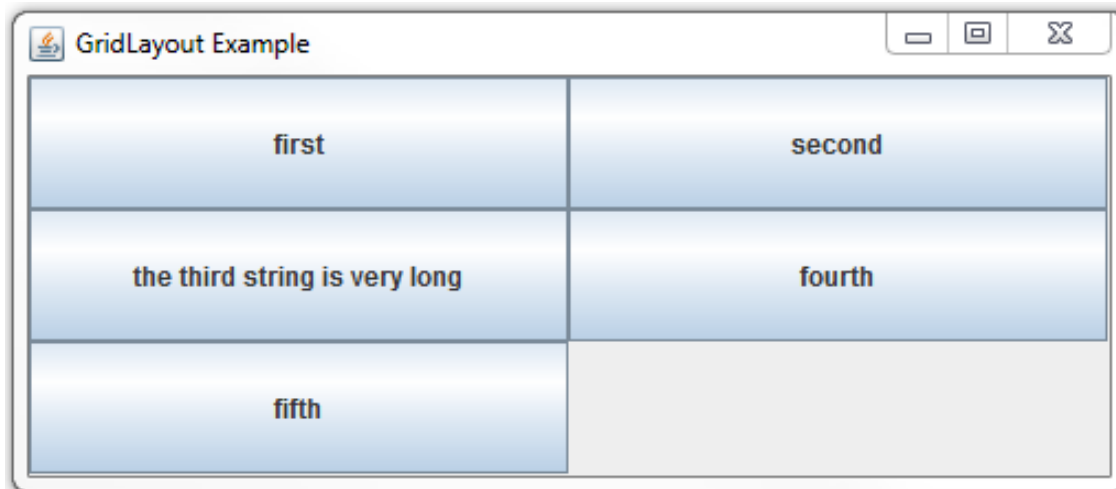 GridLayout Example
first
second
the third string is very long
fourth
fifth